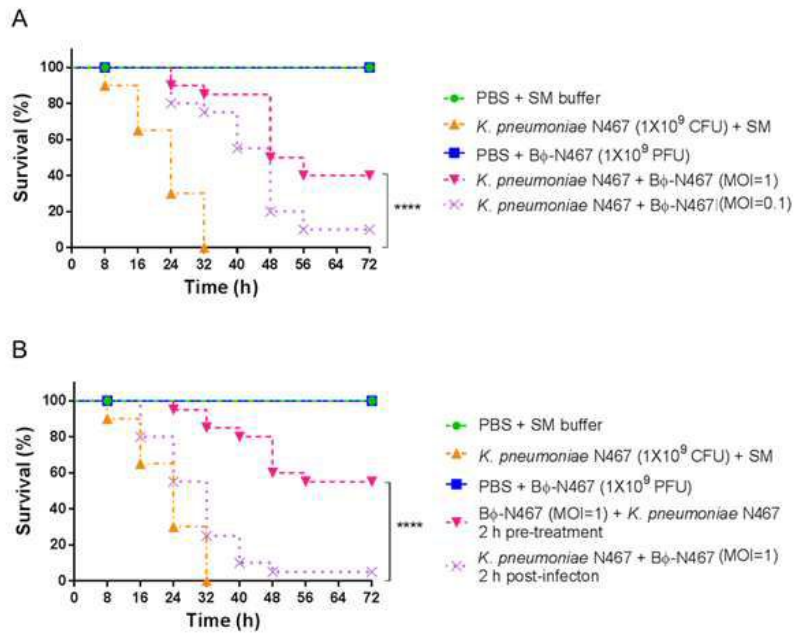 A
Survival (%)
100
80
60
40
20
0
0 8 16 24 32 40 48 56 64 72
Time (h)
****
PBS + SM buffer
K. pneumoniae N467 (1X10⁹ CFU) + SM
PBS + Bϕ-N467 (1X10⁹ PFU)
K. pneumoniae N467 + Bϕ-N467 (MOI=1)
K. pneumoniae N467 + Bϕ-N467 (MOI=0.1)
B
Survival (%)
100
80
60
40
20
0
0 8 16 24 32 40 48 56 64 72
Time (h)
****
PBS + SM buffer
K. pneumoniae N467 (1X10⁹ CFU) + SM
PBS + Bϕ-N467 (1X10⁹ PFU)
Bϕ-N467 (MOI=1) + K. pneumoniae N467
2 h pre-treatment
K. pneumoniae N467 + Bϕ-N467 (MOI=1)
2 h post-infecton